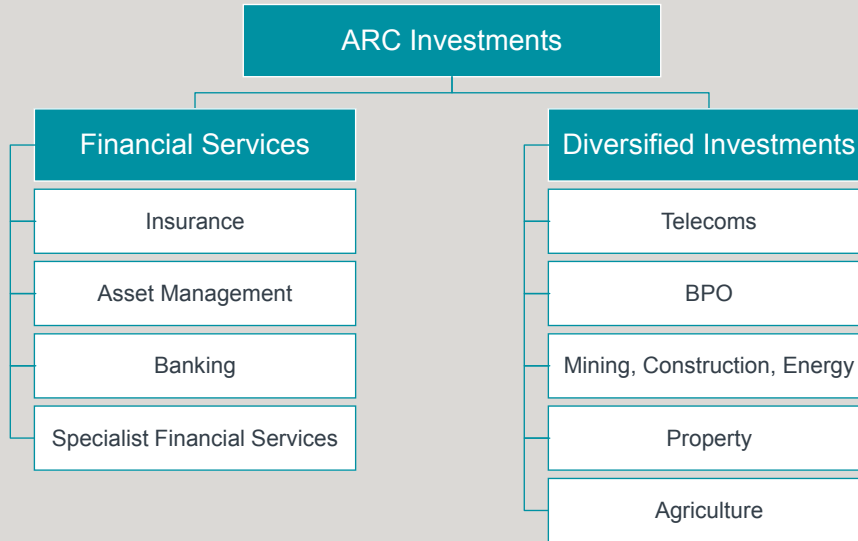 ARC Investments
Financial Services
Insurance
Asset Management
Banking
Specialist Financial Services
Diversified Investments
Telecoms
BPO
Mining, Construction, Energy
Property
Agriculture